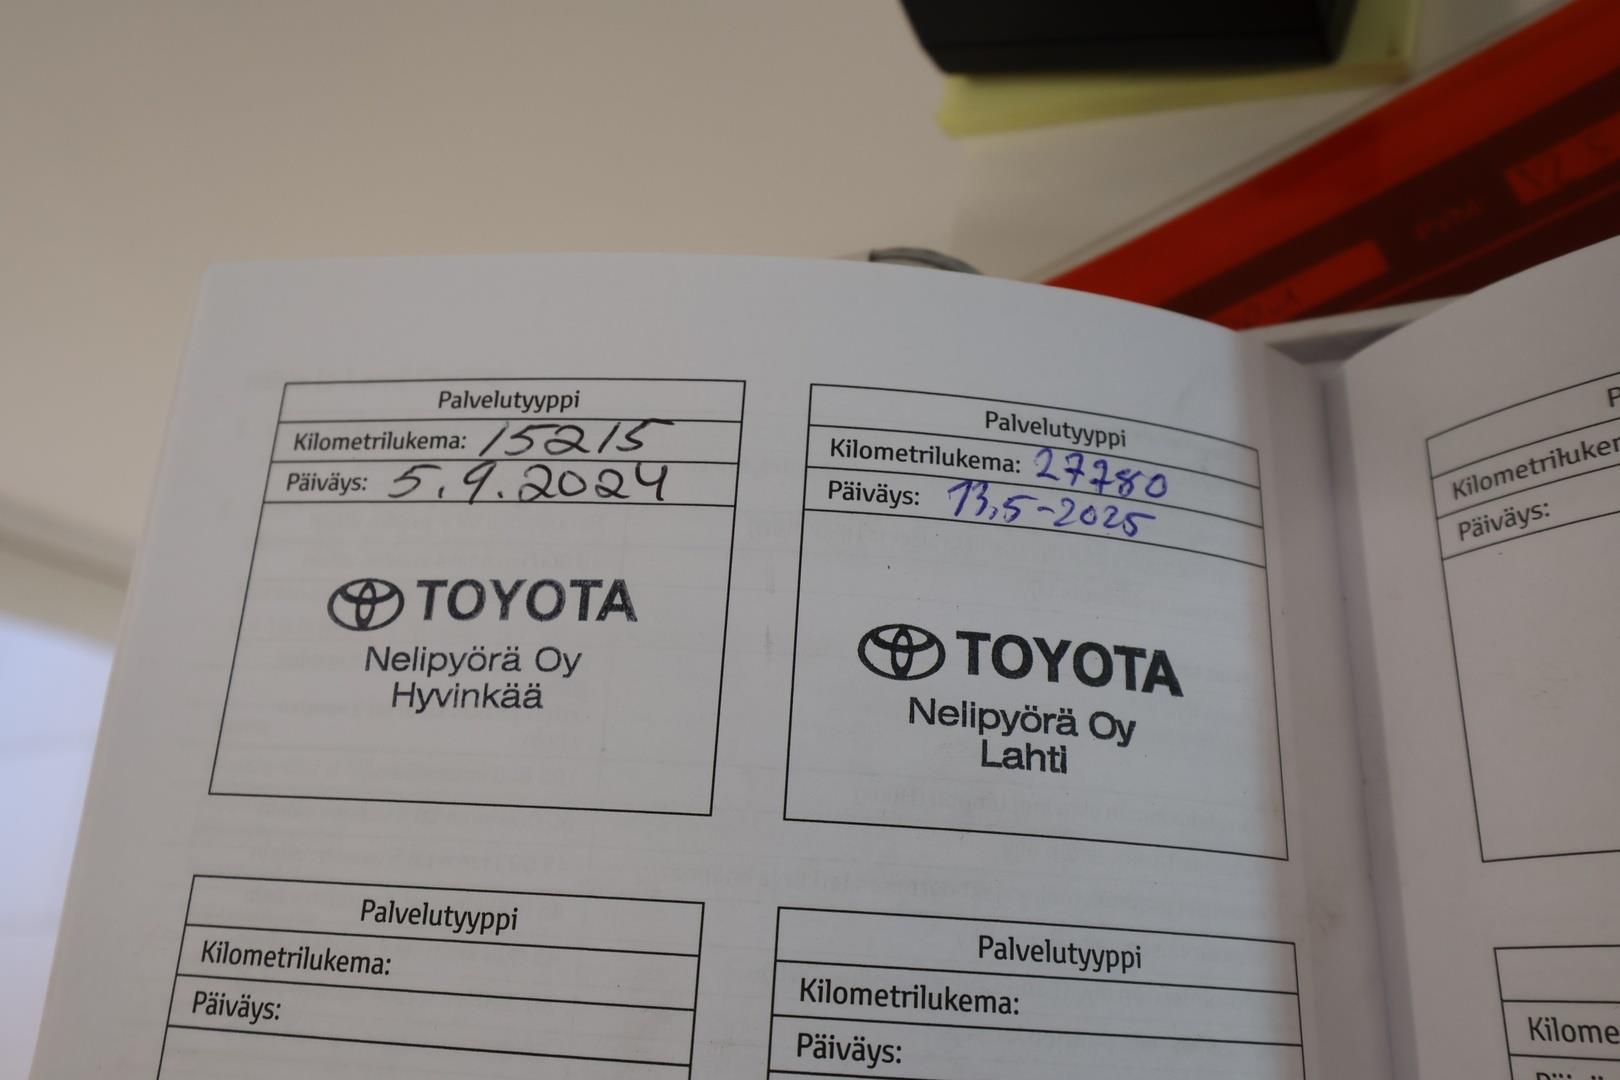 Palvelutyyppi
Kilometrilukema: 15215
Päiväys: 5.9.2024
TOYOTA
Nelipyörä Oy
Hyvinkää
Palvelutyyppi
Kilometrilukema: 27780
Päiväys: 13,5-2025
TOYOTA
Nelipyörä Oy
Lahti
Kilometrilukem
Päiväys:
Palvelutyyppi
Kilometrilukema:
Päiväys:
Palvelutyyppi
Kilometrilukema:
Päiväys:
Kilome